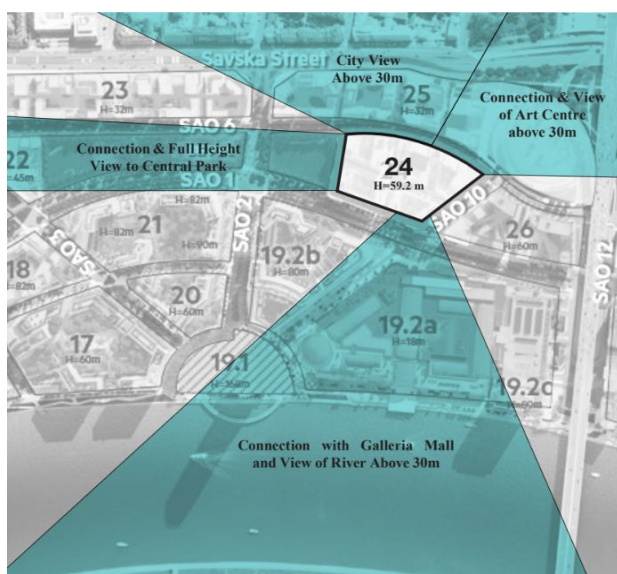 Savska Street
City View
Above 30m
23
H=32m
25
H=32m
Connection & View
of Art Centre
above 30m
SAO 6
Connection & Full Height
View to Central Park
22
=45m
SAO 1
24
H=59.2 m
SAO 10
H=82m
21
H=82m
H=90m
SAO 2
SAO3
19.2b
H=80m
26
H=60m
SAO 12
18
H=82m
20
H=60m
17
H=60m
19.2a
H=18m
19.1
H=168m
19.2c
=80m
Connection with Galleria Mall
and View of River Above 30m